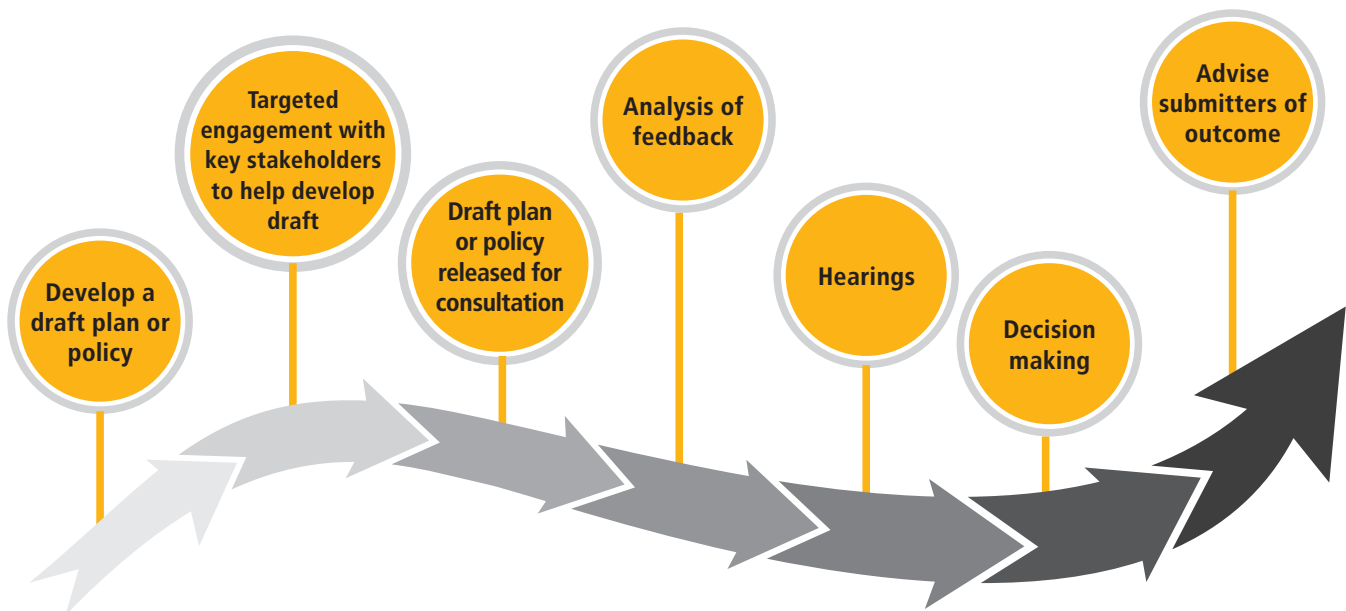 Develop a
draft plan or
policy
Targeted
engagement with
key stakeholders
to help develop
draft
Draft plan
or policy
released for
consultation
Analysis of
feedback
Hearings
Decision
making
Advise
submitters of
outcome